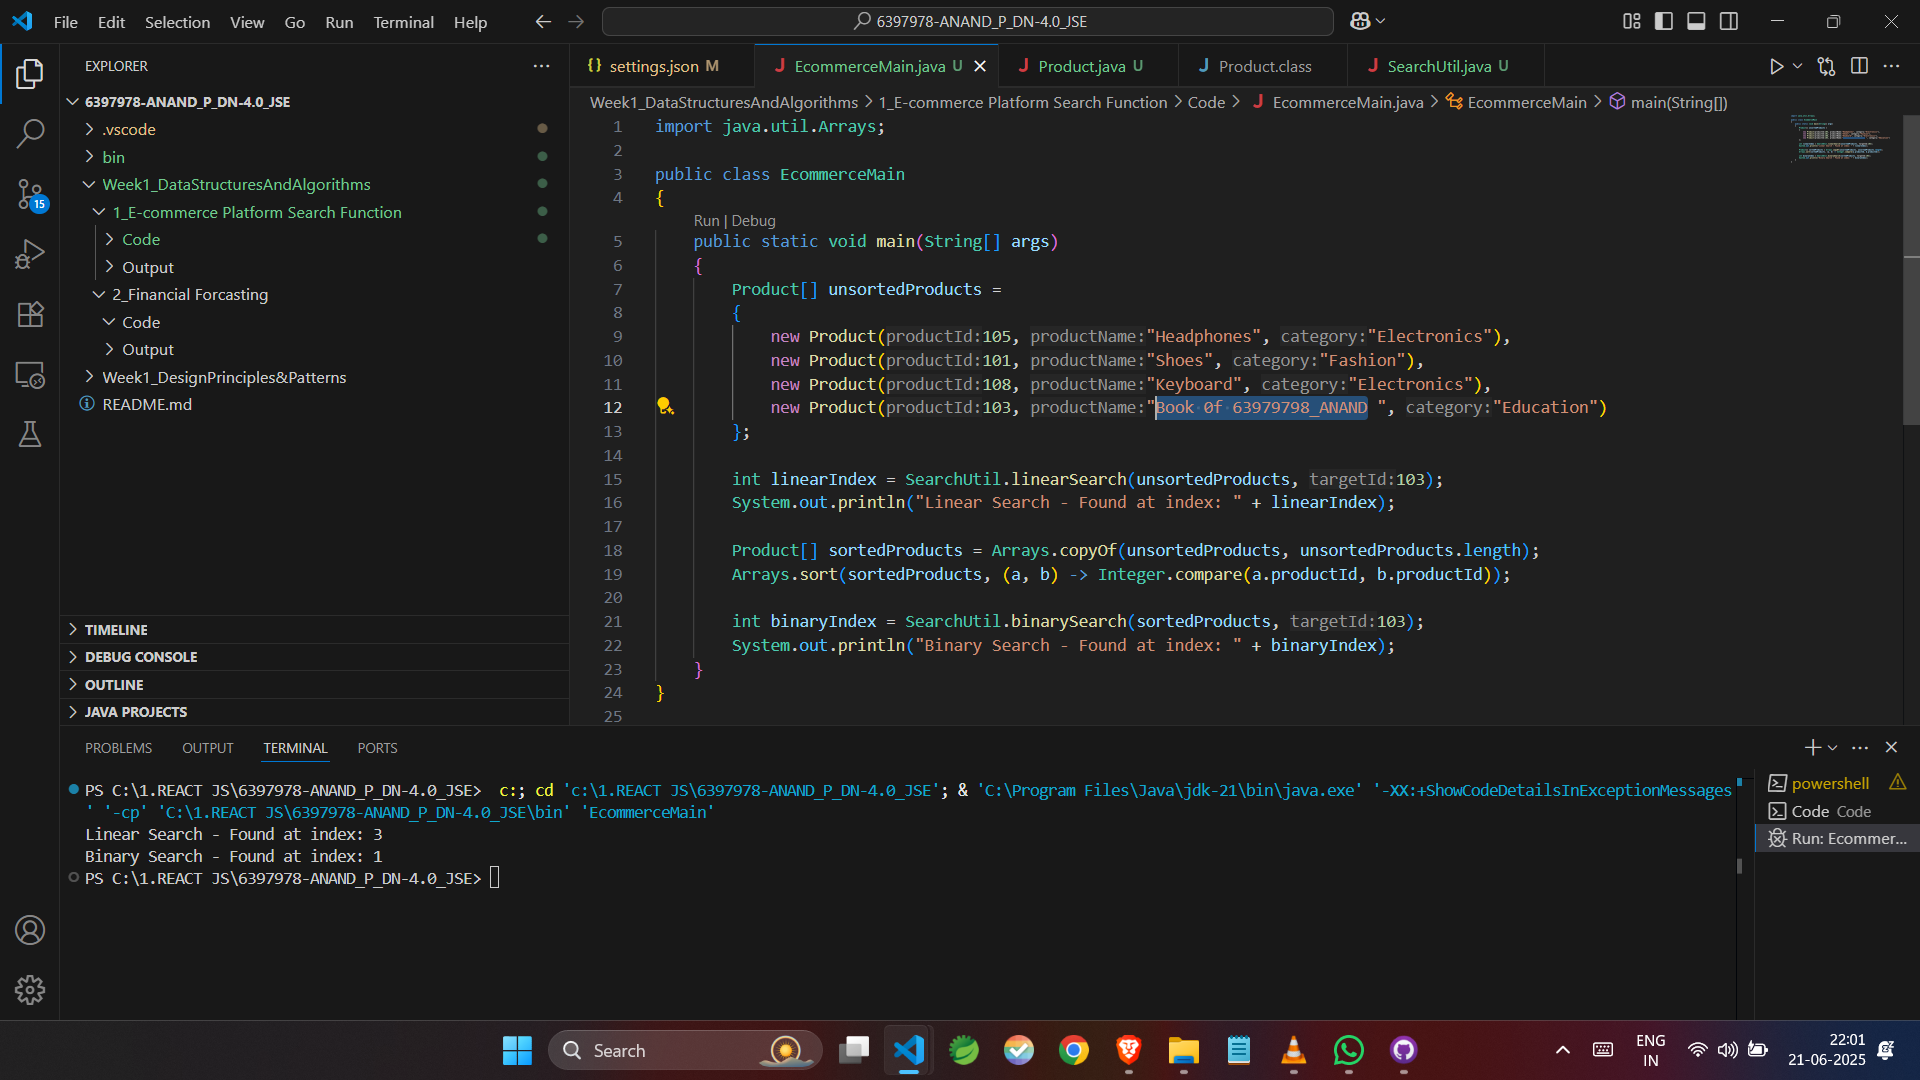 File Edit Selection View Go Run Terminal Help
6397978-ANAND_P_DN-4.0_JSE
EXPLORER
6397978-ANAND_P_DN-4.0_JSE
.vscode
bin
Week1_DataStructuresAndAlgorithms
1_E-commerce Platform Search Function
Code
Output
2_Financial Forcasting
Code
Output
Week1_DesignPrinciples&Patterns
README.md
TIMELINE
DEBUG CONSOLE
OUTLINE
JAVA PROJECTS
15
settings.json M
EcommerceMain.java U
Product.java U
Product.class
SearchUtil.java U
Week1_DataStructuresAndAlgorithms > 1_E-commerce Platform Search Function > Code > EcommerceMain.java > EcommerceMain > main(String[])
1 import java.util.Arrays;
2
3 public class EcommerceMain
4 {
Run | Debug
5 public static void main(String[] args)
6 {
7 Product[] unsortedProducts =
8 {
9 new Product(productId:105, productName:"Headphones", category:"Electronics"),
10 new Product(productId:101, productName:"Shoes", category:"Fashion"),
11 new Product(productId:108, productName:"Keyboard", category:"Electronics"),
12 new Product(productId:103, productName:"Book 0f 63979798_ANAND ", category:"Education")
13 };
14
15 int linearIndex = SearchUtil.linearSearch(unsortedProducts, targetId:103);
16 System.out.println("Linear Search - Found at index: " + linearIndex);
17
18 Product[] sortedProducts = Arrays.copyOf(unsortedProducts, unsortedProducts.length);
19 Arrays.sort(sortedProducts, (a, b) -> Integer.compare(a.productId, b.productId));
20
21 int binaryIndex = SearchUtil.binarySearch(sortedProducts, targetId:103);
22 System.out.println("Binary Search - Found at index: " + binaryIndex);
23 }
24 }
25
PROBLEMS OUTPUT TERMINAL PORTS
PS C:\1.REACT JS\6397978-ANAND_P_DN-4.0_JSE>  c:; cd 'c:\1.REACT JS\6397978-ANAND_P_DN-4.0_JSE'; & 'C:\Program Files\Java\jdk-21\bin\java.exe' '-XX:+ShowCodeDetailsInExceptionMessages
' '-cp' 'C:\1.REACT JS\6397978-ANAND_P_DN-4.0_JSE\bin' 'EcommerceMain'
Linear Search - Found at index: 3
Binary Search - Found at index: 1
PS C:\1.REACT JS\6397978-ANAND_P_DN-4.0_JSE>
powershell
Code Code
Run: Ecommer...
Search
ENG
IN
22:01
21-06-2025